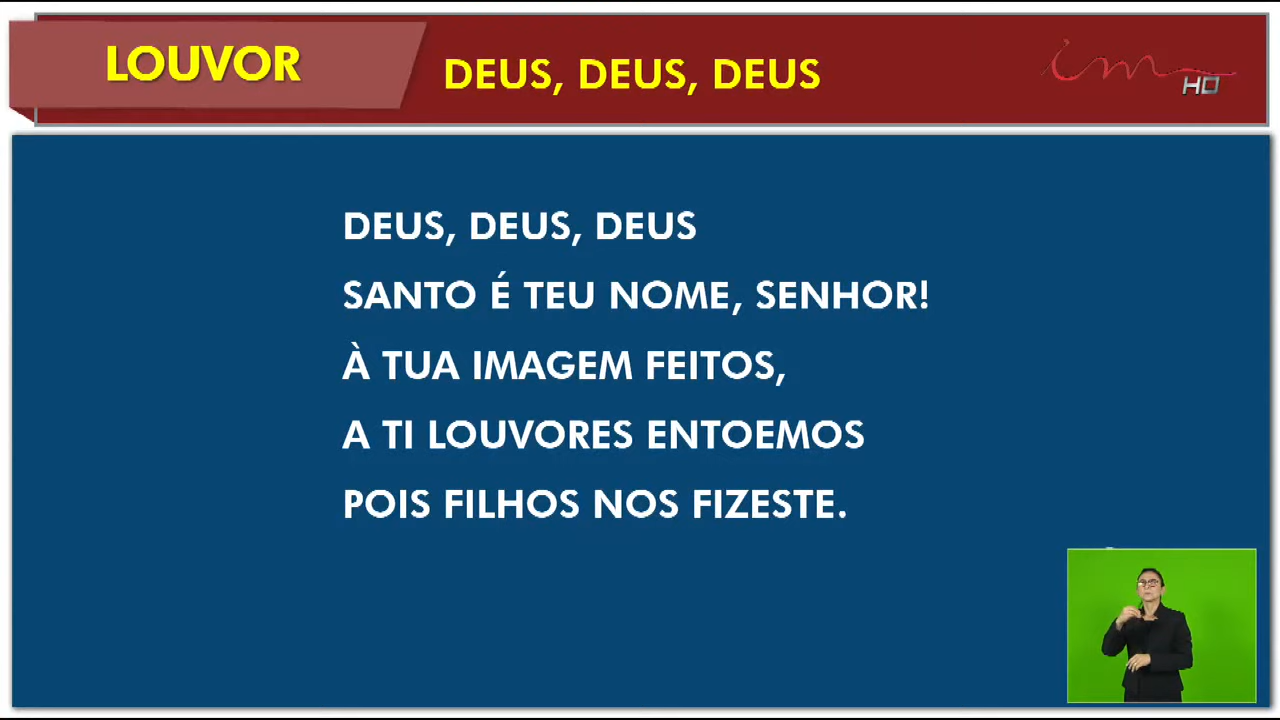 LOUVOR
DEUS, DEUS, DEUS
im
HD
DEUS, DEUS, DEUS
SANTO É TEU NOME, SENHOR!
À TUA IMAGEM FEITOS,
A TI LOUVORES ENTOEMOS
POIS FILHOS NOS FIZESTE.